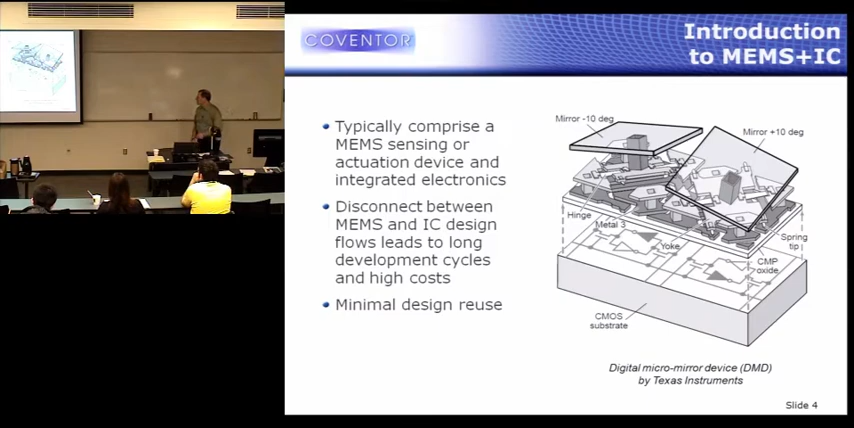 COVENTOR
Introduction
to MEMS+IC
Typically comprise a
MEMS sensing or
actuation device and
integrated electronics
Disconnect between
MEMS and IC design
flows leads to long
development cycles
and high costs
Minimal design reuse
Mirror -10 deg
Mirror +10 deg
Hinge
Metal 3
Yoke
Spring
tip
CMP
oxide
CMOS
substrate
Digital micro-mirror device (DMD)
by Texas Instruments
Slide 4